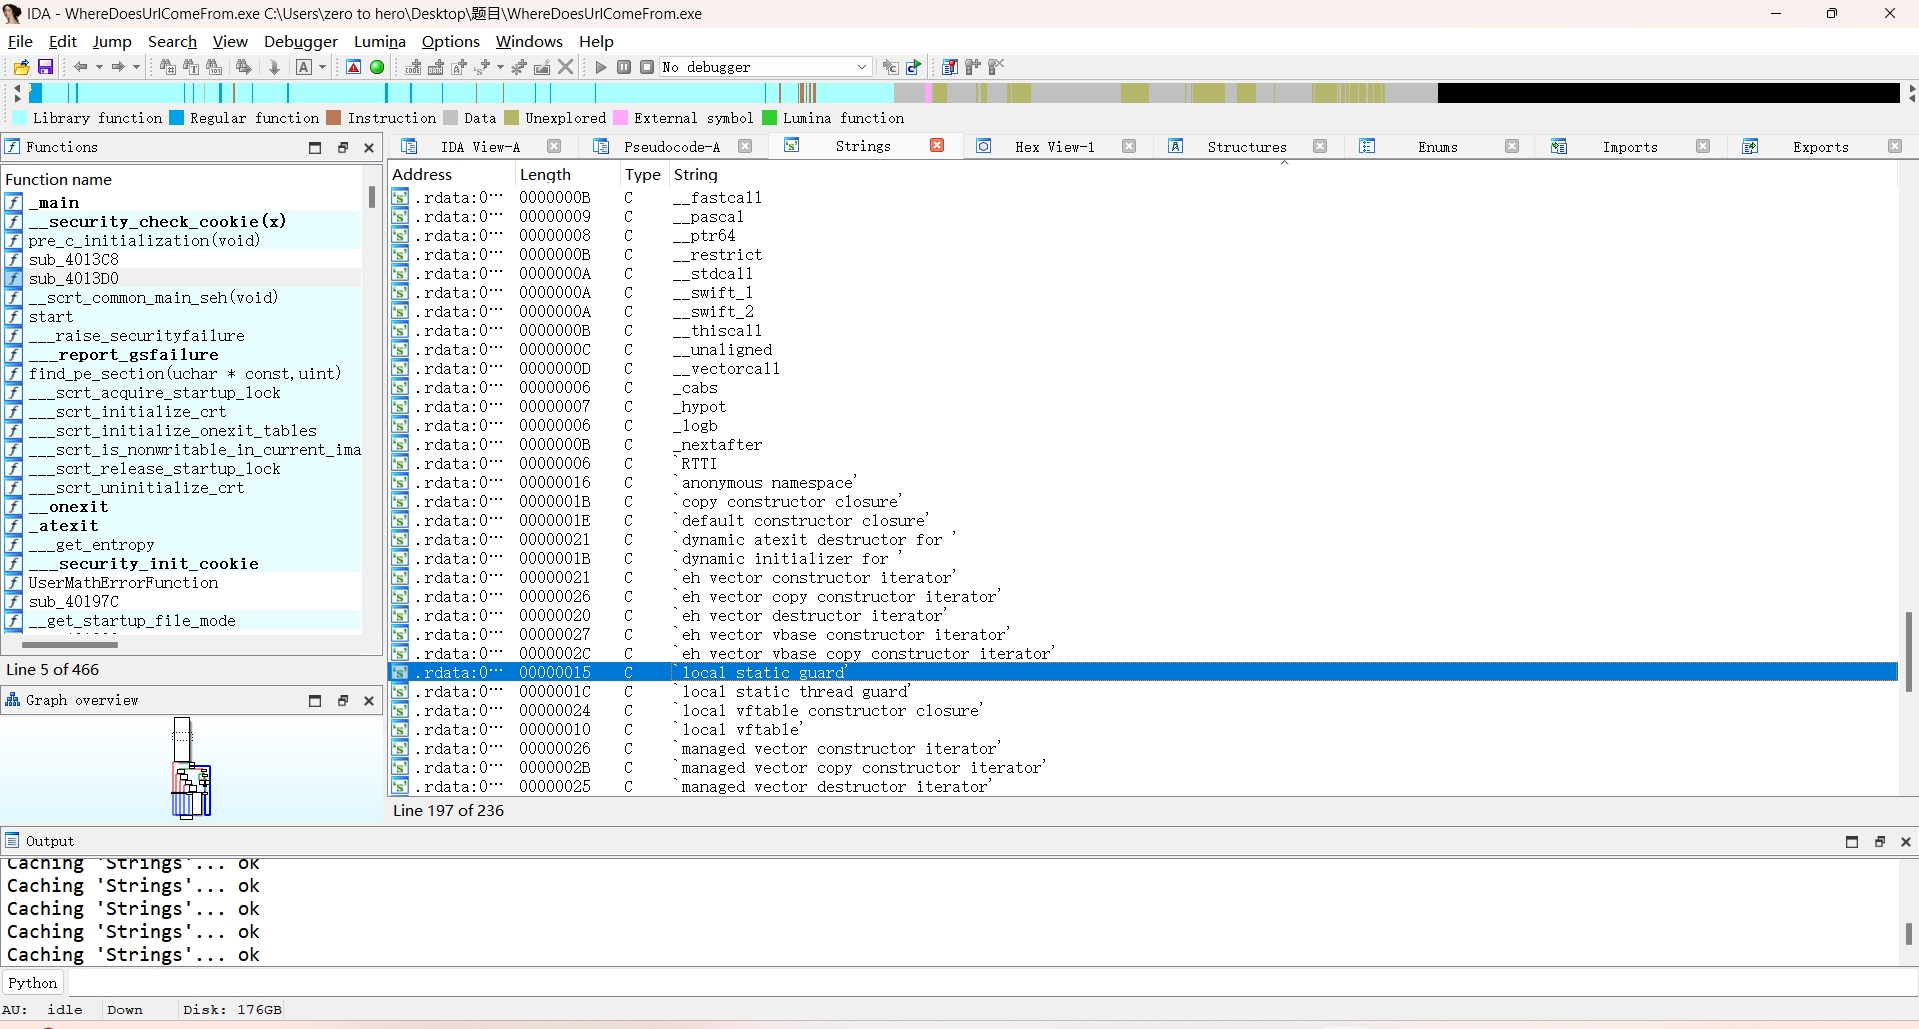 IDA - WhereDoesUrlComeFrom.exe C:\Users\zero to hero\Desktop\题目\WhereDoesUrlComeFrom.exe
File Edit Jump Search View Debugger Lumina Options Windows Help
No debugger
Library function Regular function Instruction Data Unexplored External symbol Lumina function
Functions
IDA View-A Pseudocode-A Strings Hex View-1 Structures Enums Imports Exports
Function name
_main
__security_check_cookie(x)
pre_c_initialization(void)
sub_4013C8
sub_4013D0
__scrt_common_main_seh(void)
start
___raise_securityfailure
___report_gsfailure
find_pe_section(uchar * const,uint)
___scrt_acquire_startup_lock
___scrt_initialize_crt
___scrt_initialize_onexit_tables
___scrt_is_nonwritable_in_current_ima
___scrt_release_startup_lock
___scrt_uninitialize_crt
__onexit
_atexit
___get_entropy
___security_init_cookie
UserMathErrorFunction
sub_40197C
__get_startup_file_mode
Line 5 of 466
Graph overview
Address Length Type String
.rdata:0… 0000000B C __fastcall
.rdata:0… 00000009 C __pascal
.rdata:0… 00000008 C __ptr64
.rdata:0… 0000000B C __restrict
.rdata:0… 0000000A C __stdcall
.rdata:0… 0000000A C __swift_1
.rdata:0… 0000000A C __swift_2
.rdata:0… 0000000B C __thiscall
.rdata:0… 0000000C C __unaligned
.rdata:0… 0000000D C __vectorcall
.rdata:0… 00000006 C _cabs
.rdata:0… 00000007 C _hypot
.rdata:0… 00000006 C _logb
.rdata:0… 0000000B C _nextafter
.rdata:0… 00000006 C `RTTI
.rdata:0… 00000016 C `anonymous namespace'
.rdata:0… 0000001B C `copy constructor closure'
.rdata:0… 0000001E C `default constructor closure'
.rdata:0… 00000021 C `dynamic atexit destructor for '
.rdata:0… 0000001B C `dynamic initializer for '
.rdata:0… 00000021 C `eh vector constructor iterator'
.rdata:0… 00000026 C `eh vector copy constructor iterator'
.rdata:0… 00000020 C `eh vector destructor iterator'
.rdata:0… 00000027 C `eh vector vbase constructor iterator'
.rdata:0… 0000002C C `eh vector vbase copy constructor iterator'
.rdata:0… 00000015 C `local static guard'
.rdata:0… 0000001C C `local static thread guard'
.rdata:0… 00000024 C `local vftable constructor closure'
.rdata:0… 00000010 C `local vftable'
.rdata:0… 00000026 C `managed vector constructor iterator'
.rdata:0… 0000002B C `managed vector copy constructor iterator'
.rdata:0… 00000025 C `managed vector destructor iterator'
Line 197 of 236
Output
Caching 'Strings'... ok
Caching 'Strings'... ok
Caching 'Strings'... ok
Caching 'Strings'... ok
Caching 'Strings'... ok
Python
AU: idle Down Disk: 176GB